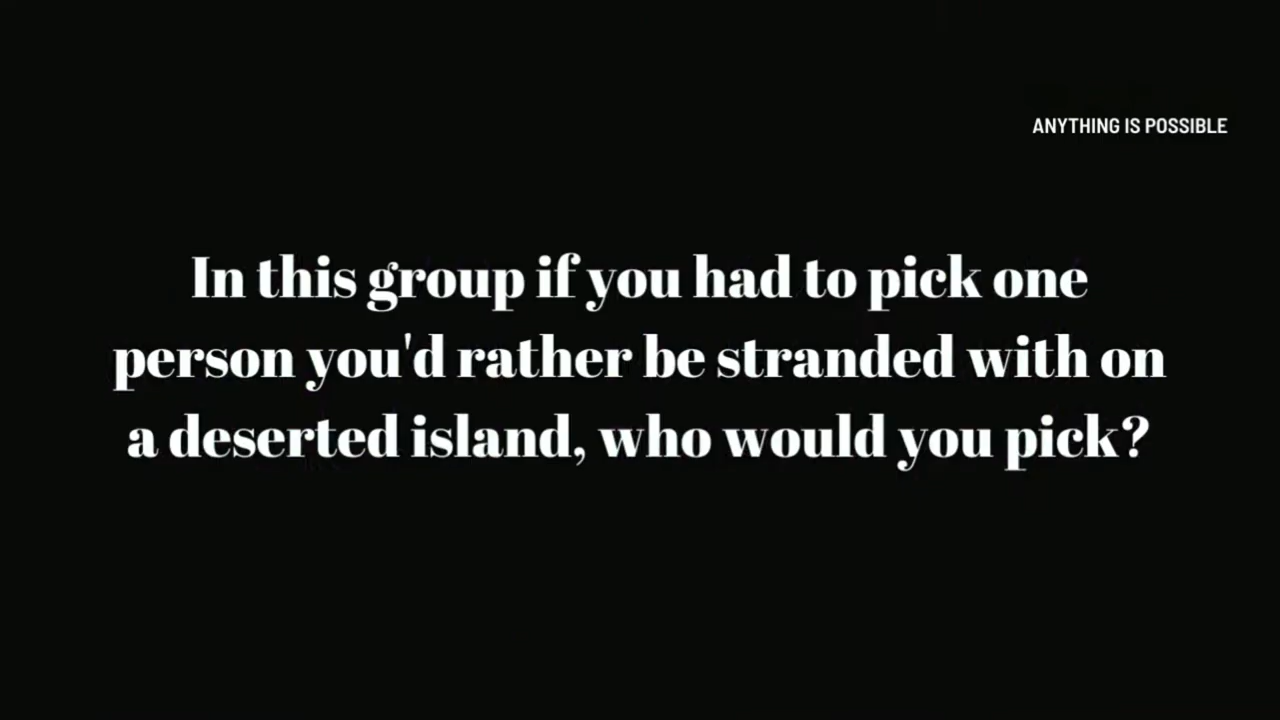 ANYTHING IS POSSIBLE
In this group if you had to pick one
person you'd rather be stranded with on
a deserted island, who would you pick?